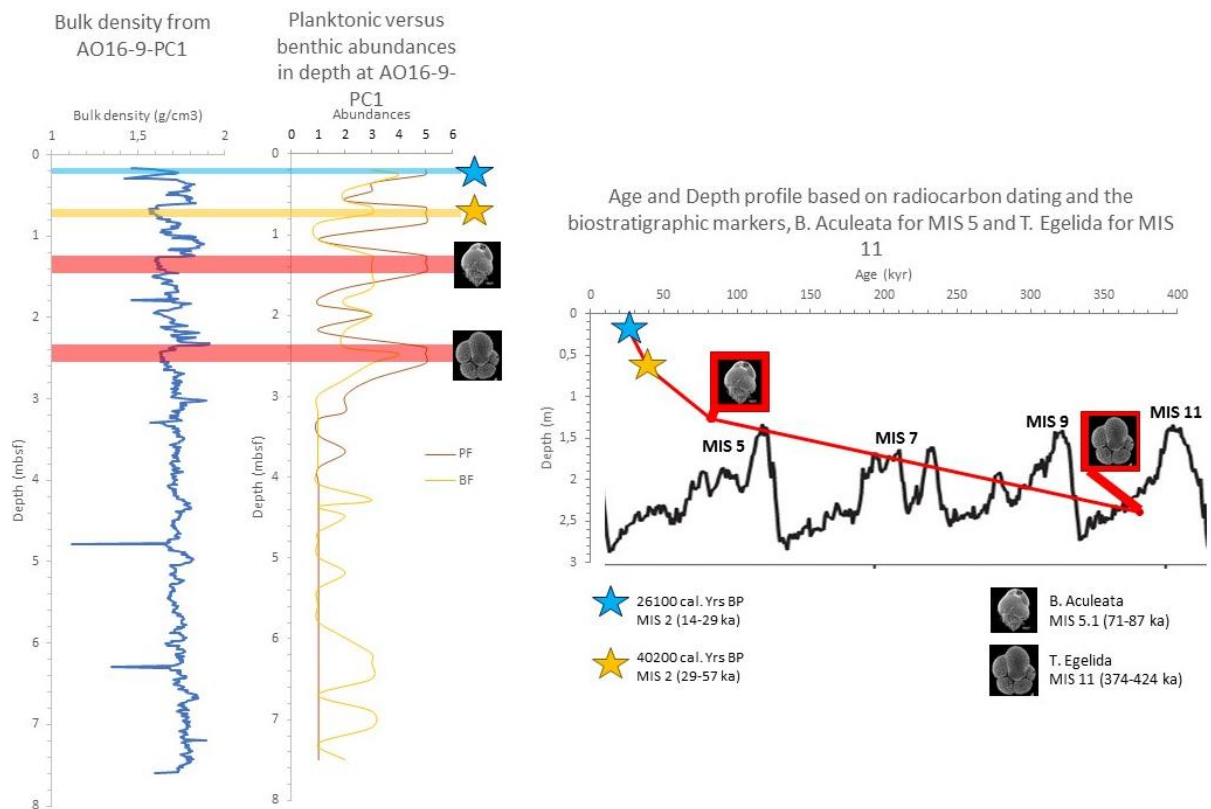 Bulk density from
AO16-9-PC1
Bulk density (g/cm3)
1
1,5
2
0
1
2
3
4
5
6
7
8
Depth (mbsf)
Planktonic versus
benthic abundances
in depth at AO16-9-
PC1
Abundances
0 1 2 3 4 5 6
0
1
2
3
4
5
6
7
8
Depth (mbsf)
PF
BF
Age and Depth profile based on radiocarbon dating and the
biostratigraphic markers, B. Aculeata for MIS 5 and T. Egelida for MIS
11
Age (kyr)
0 50 100 150 200 250 300 350 400
0
0,5
1
1,5
2
2,5
3
Depth (m)
MIS 5
MIS 7
MIS 9
MIS 11
26100 cal. Yrs BP
MIS 2 (14-29 ka)
40200 cal. Yrs BP
MIS 2 (29-57 ka)
B. Aculeata
MIS 5.1 (71-87 ka)
T. Egelida
MIS 11 (374-424 ka)